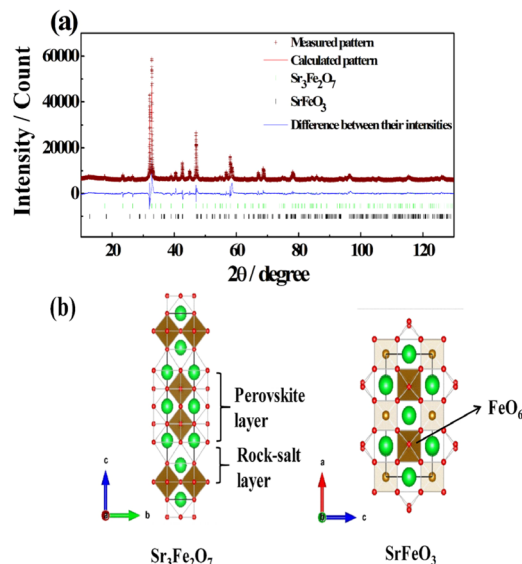 (a)
Measured pattern
Calculated pattern
Sr₃Fe₂O₇
SrFeO₃
Difference between their intensities
Intensity / Count
60000
40000
20000
0
20
40
60
80
100
120
2θ / degree
(b)
Perovskite
layer
FeO₆
Rock-salt
layer
c
b
a
c
Sr₃Fe₂O₇
SrFeO₃